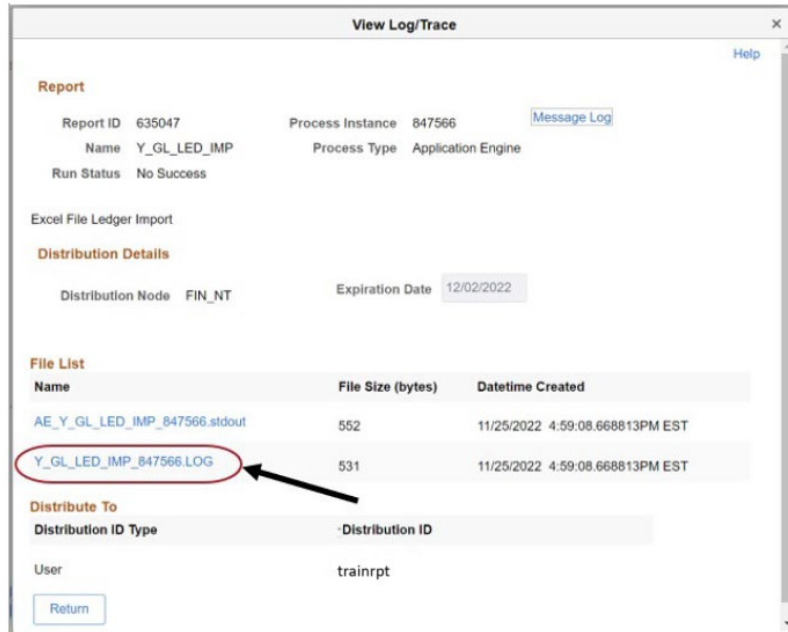 View Log/Trace
×
Help
Report
Report ID 635047 Process Instance 847566 Message Log
Name Y_GL_LED_IMP Process Type Application Engine
Run Status No Success
Excel File Ledger Import
Distribution Details
Distribution Node FIN_NT Expiration Date 12/02/2022
File List
Name File Size (bytes) Datetime Created
AE_Y_GL_LED_IMP_847566.stdout 552 11/25/2022 4:59:08.668813PM EST
Y_GL_LED_IMP_847566.LOG 531 11/25/2022 4:59:08.668813PM EST
Distribute To
Distribution ID Type *Distribution ID
User trainrpt
Return